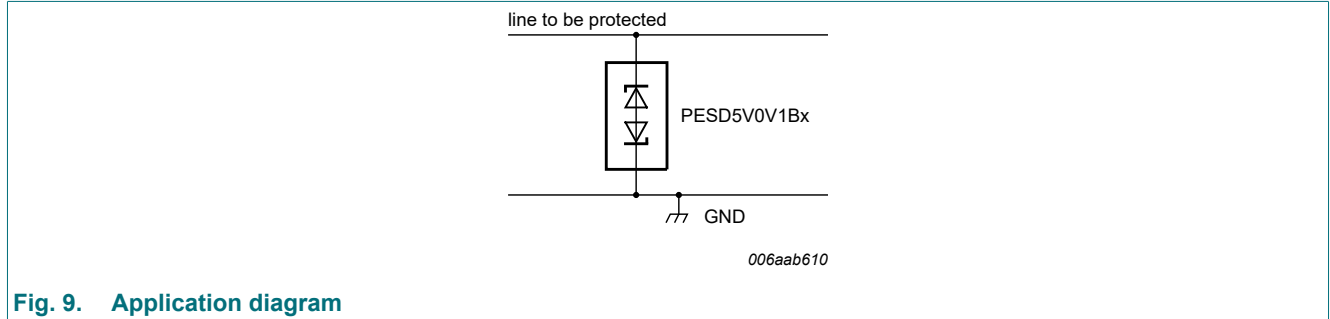 line to be protected
PESD5V0V1Bx
GND
006aab610
Fig. 9. Application diagram